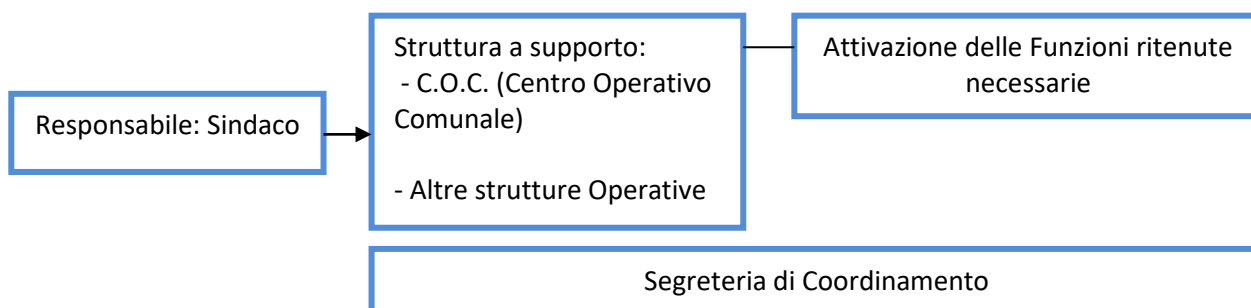 Responsabile: Sindaco
Struttura a supporto:
- C.O.C. (Centro Operativo
Comunale)
- Altre strutture Operative
Attivazione delle Funzioni ritenute
necessarie
Segreteria di Coordinamento